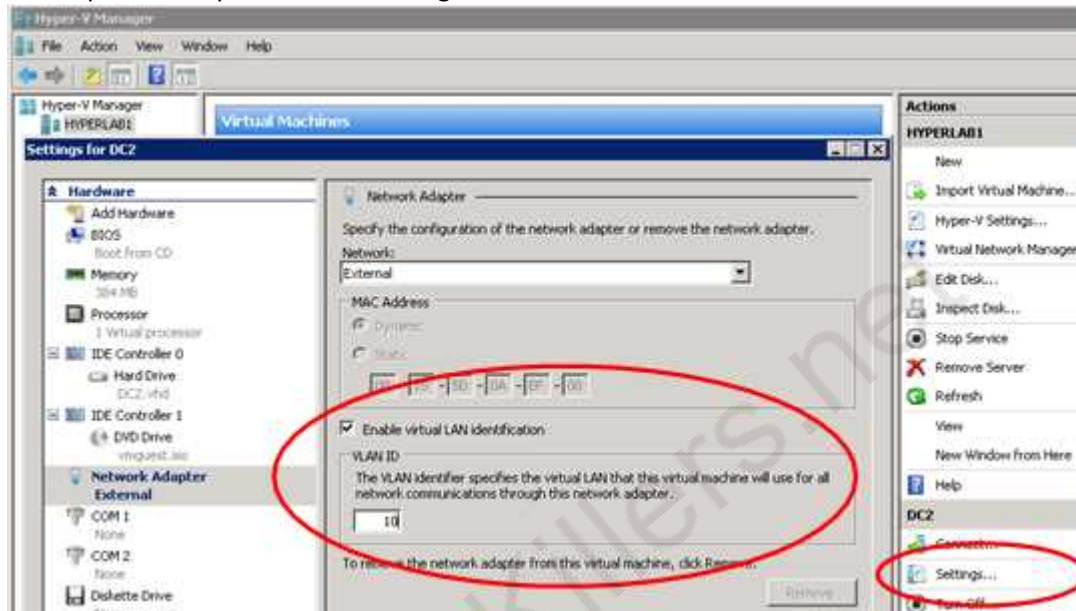 Hyper-V Manager
File Action View Window Help
Hyper-V Manager
HYPERLAB1
Virtual Machines
Settings for DC2
Hardware
Add Hardware
BIOS
Boot from CD
Memory
384 MB
Processor
1 Virtual processor
IDE Controller 0
Hard Drive
DC2.vhd
IDE Controller 1
DVD Drive
vmguest.iso
Network Adapter
External
COM 1
None
COM 2
None
Diskette Drive
Network Adapter
Specify the configuration of the network adapter or remove the network adapter.
Network:
External
MAC Address
Dynamic
Static
Enable virtual LAN identification
VLAN ID
The VLAN identifier specifies the virtual LAN that this virtual machine will use for all
network communications through this network adapter.
10
To remove the network adapter from this virtual machine, click Remove.
Remove
Actions
HYPERLAB1
New
Import Virtual Machine...
Hyper-V Settings...
Virtual Network Manager
Edit Disk...
Inspect Disk...
Stop Service
Remove Server
Refresh
View
New Window from Here
Help
DC2
Connect...
Settings...
Turn Off...